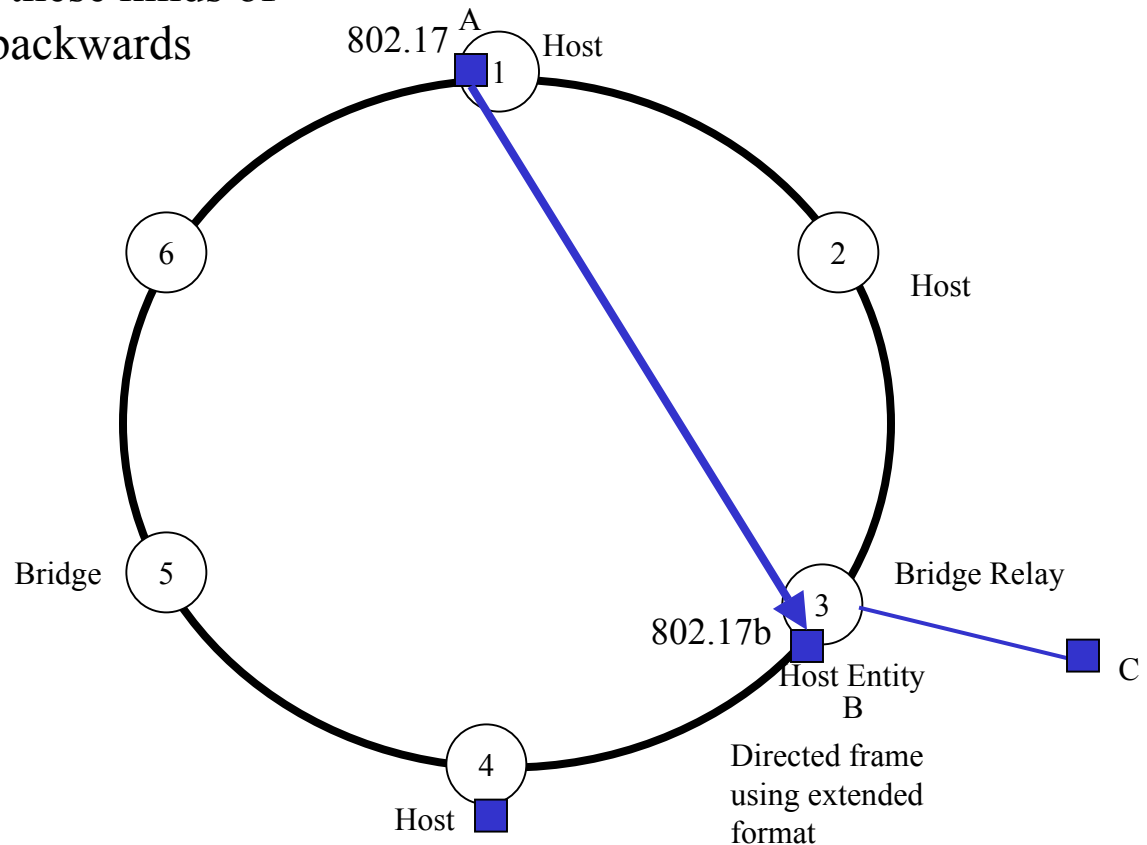 backwards
A
802.17
Host
1
6
2
Host
Bridge
5
3
Bridge Relay
802.17b
C
Host Entity
B
4
Directed frame
using extended
format
Host